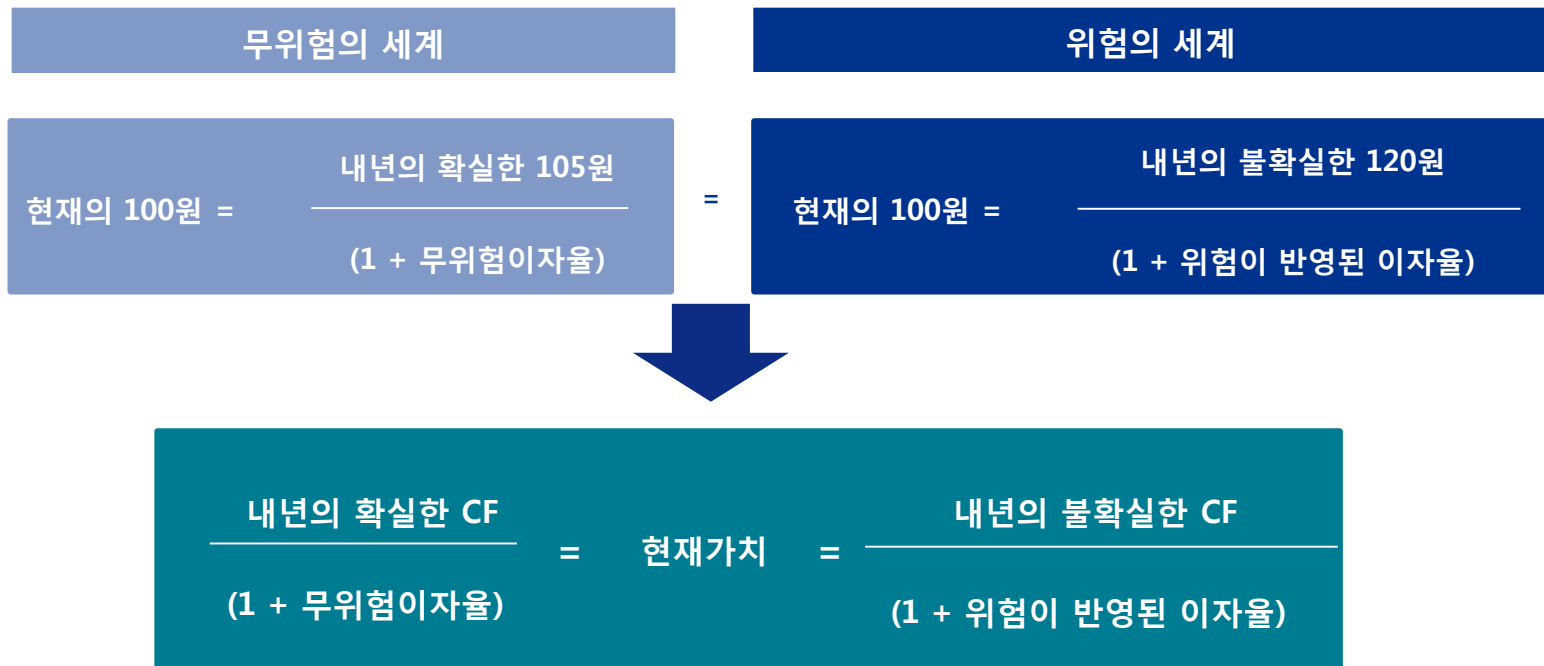 무위험의 세계
위험의 세계
현재의 100원 =
내년의 확실한 105원
(1 + 무위험이자율)
=
현재의 100원 =
내년의 불확실한 120원
(1 + 위험이 반영된 이자율)
내년의 확실한 CF
(1 + 무위험이자율)
=
현재가치
=
내년의 불확실한 CF
(1 + 위험이 반영된 이자율)